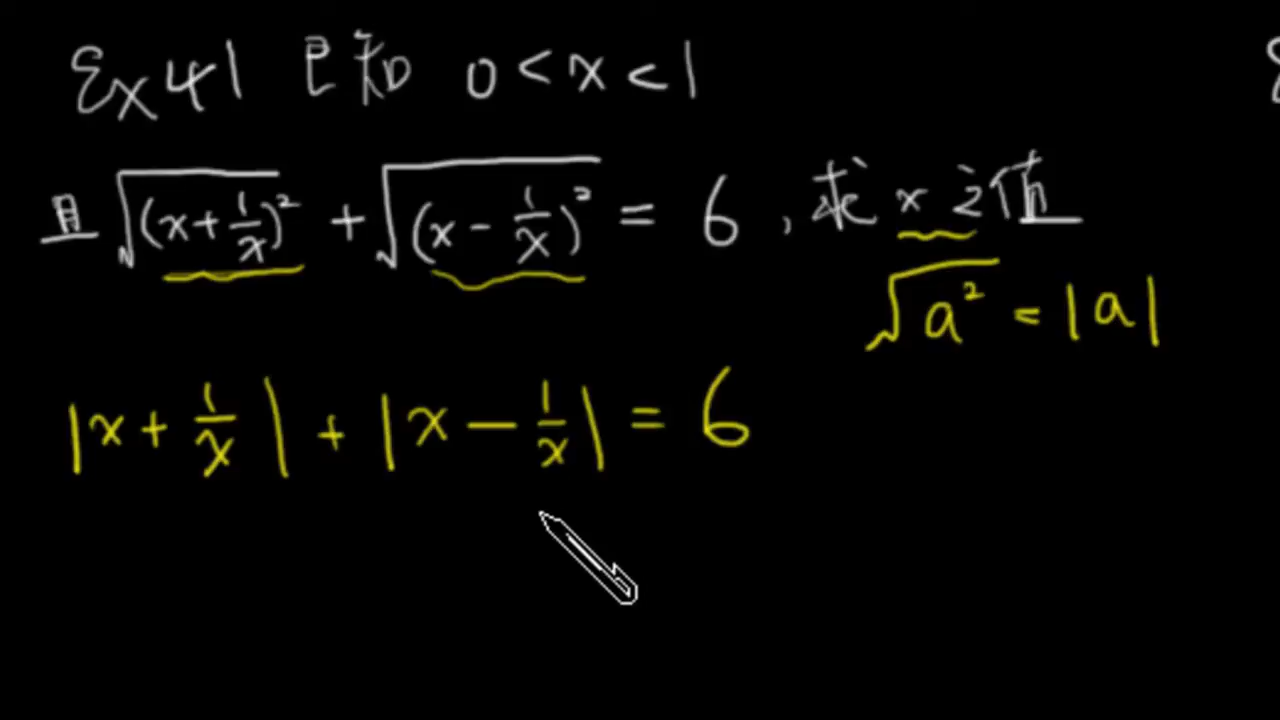 Ex41 已知 0<x<1
且 √(x+1/x)² + √(x-1/x)² = 6, 求 x 之值
√a² = |a|
|x+1/x| + |x-1/x| = 6